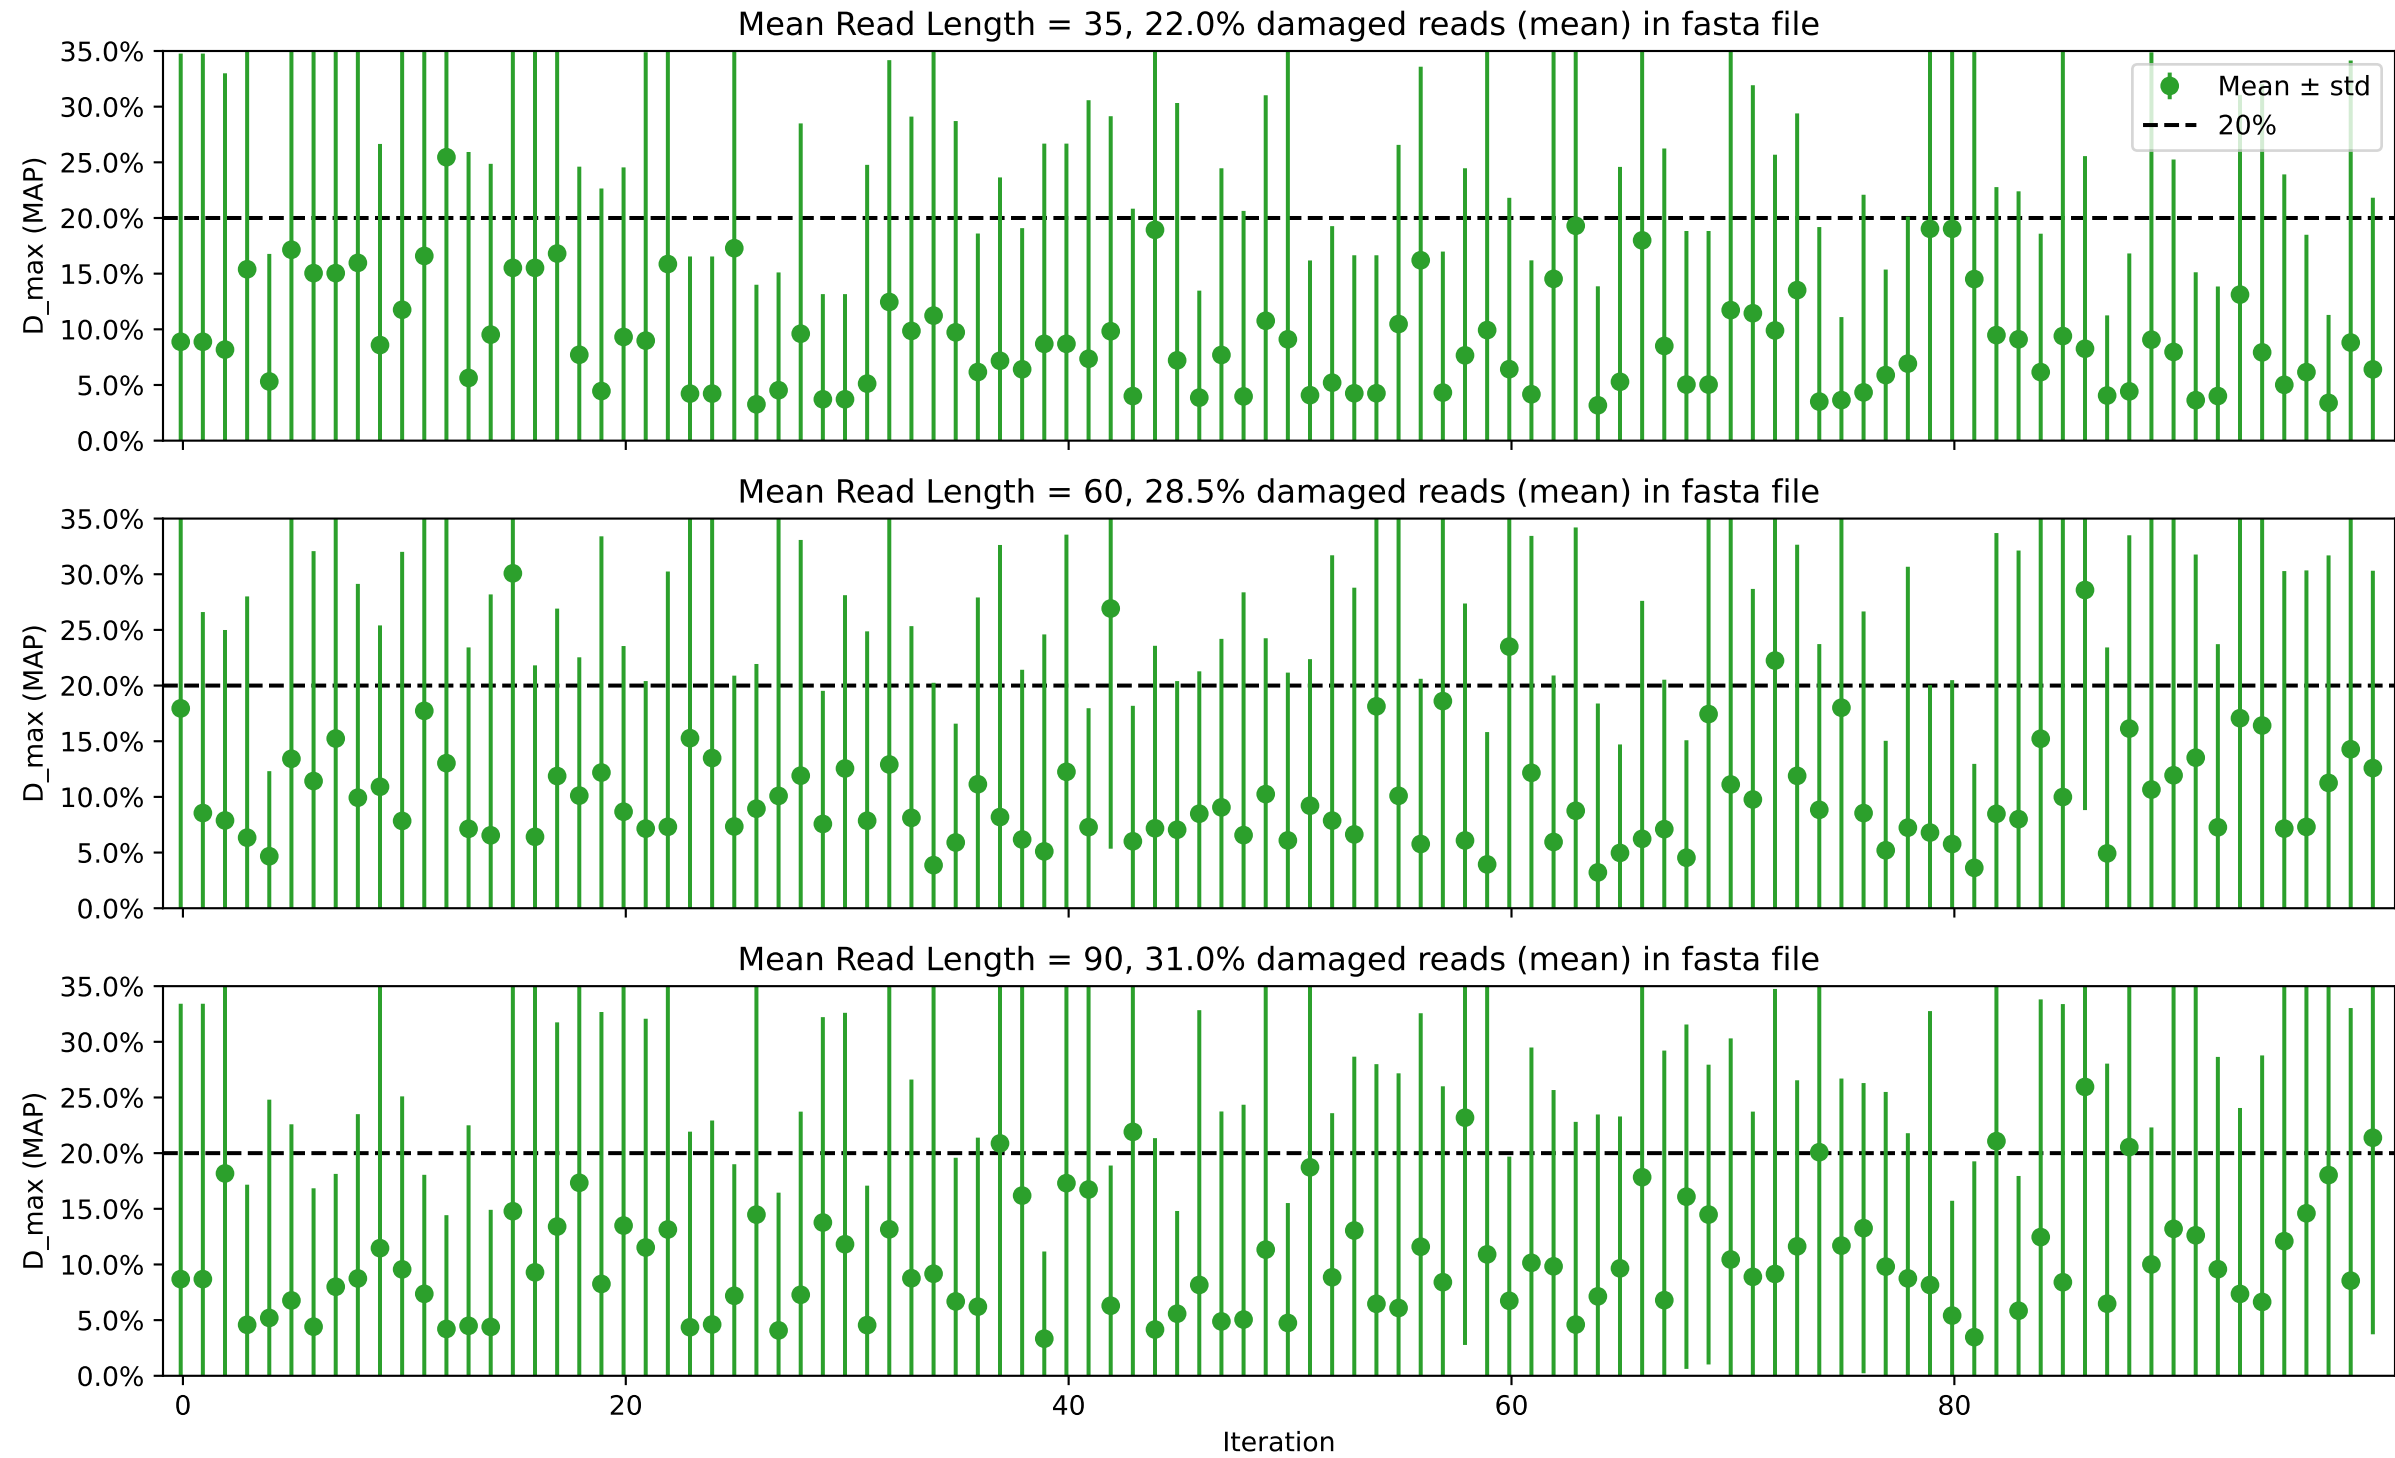 Mean Read Length = 35, 22.0% damaged reads (mean) in fasta file
35.0%
30.0%
25.0%
20.0%
15.0%
10.0%
5.0%
0.0%
D_max (MAP)
Mean ± std
20%
Mean Read Length = 60, 28.5% damaged reads (mean) in fasta file
35.0%
30.0%
25.0%
20.0%
15.0%
10.0%
5.0%
0.0%
D_max (MAP)
Mean Read Length = 90, 31.0% damaged reads (mean) in fasta file
35.0%
30.0%
25.0%
20.0%
15.0%
10.0%
5.0%
0.0%
D_max (MAP)
0 20 40 60 80
Iteration